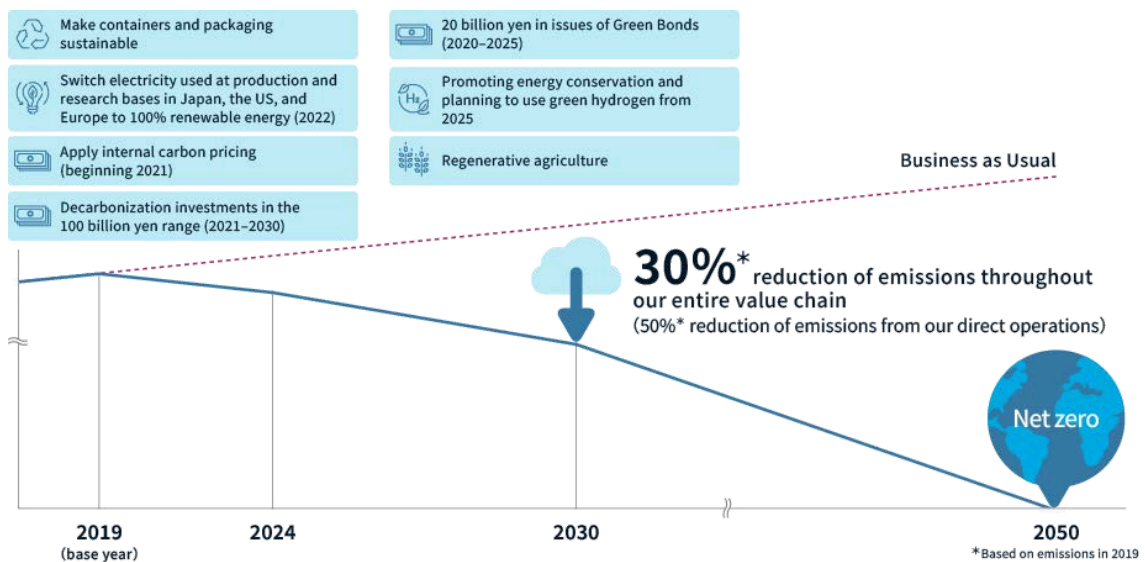 Make containers and packaging
sustainable
Switch electricity used at production and
research bases in Japan, the US, and
Europe to 100% renewable energy (2022)
Apply internal carbon pricing
(beginning 2021)
Decarbonization investments in the
100 billion yen range (2021–2030)
20 billion yen in issues of Green Bonds
(2020–2025)
H₂
Promoting energy conservation and
planning to use green hydrogen from
2025
Regenerative agriculture
Business as Usual
30%* reduction of emissions throughout
our entire value chain
(50%* reduction of emissions from our direct operations)
Net zero
2019
(base year)
2024
2030
2050
*Based on emissions in 2019